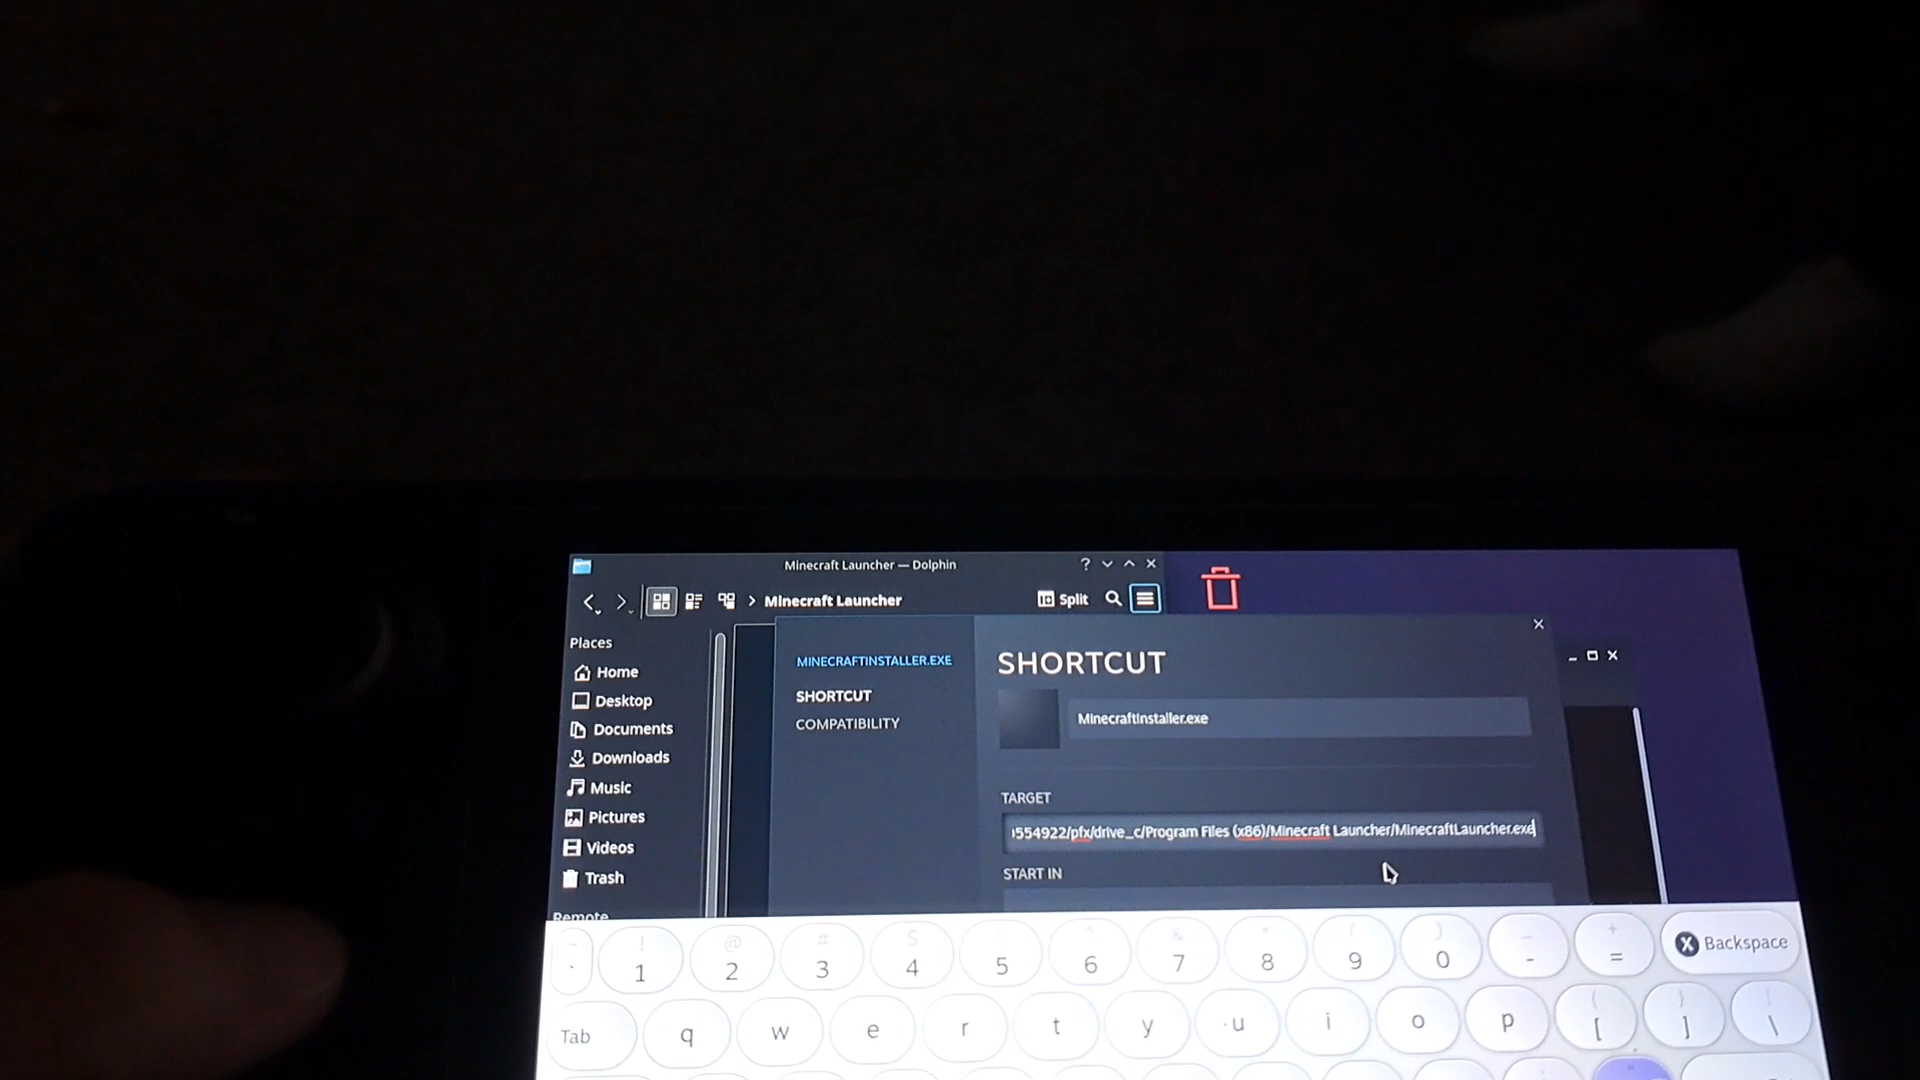 Minecraft Launcher — Dolphin
?
> Minecraft Launcher
Split
Places
Home
Desktop
Documents
Downloads
Music
Pictures
Videos
Trash
Remote
MINECRAFTINSTALLER.EXE
SHORTCUT
COMPATIBILITY
SHORTCUT
MinecraftInstaller.exe
TARGET
554922/pfx/drive_c/Program Files (x86)/Minecraft Launcher/MinecraftLauncher.exe
START IN
! @ # $ & ) _ + X Backspace
` 1 2 3 4 5 6 7 8 9 0 - =
Tab q w e r t y u i o p [ ] \